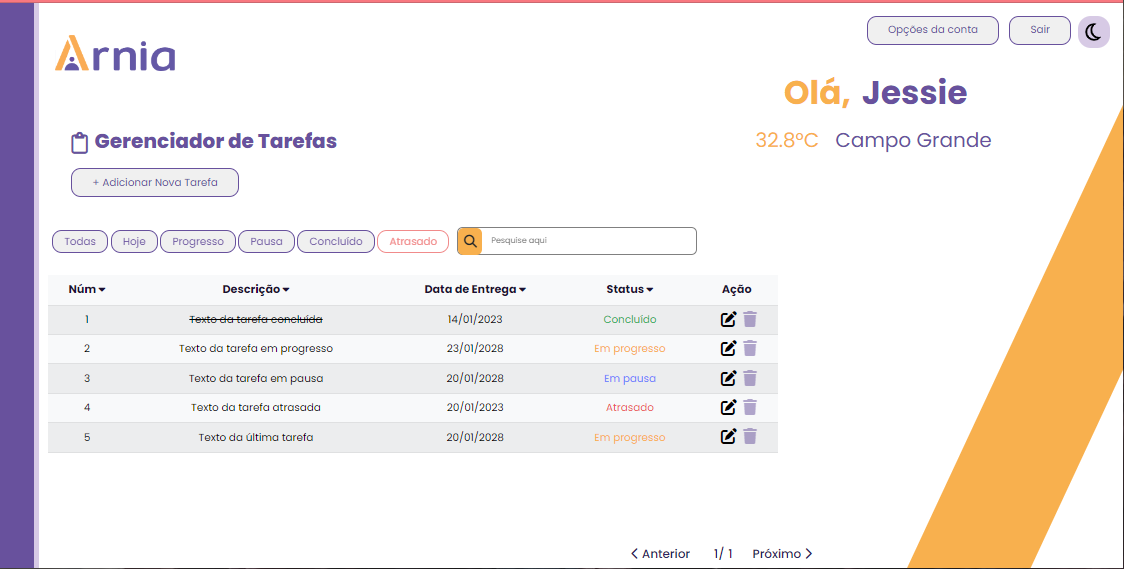 Opções da conta Sair
Arnia
Olá, Jessie
32.8ºC Campo Grande
Gerenciador de Tarefas
+ Adicionar Nova Tarefa
Todas Hoje Progresso Pausa Concluído Atrasado Pesquise aqui
Núm Descrição Data de Entrega Status Ação
1 Texto da tarefa concluída 14/01/2023 Concluído
2 Texto da tarefa em progresso 23/01/2028 Em progresso
3 Texto da tarefa em pausa 20/01/2028 Em pausa
4 Texto da tarefa atrasada 20/01/2023 Atrasado
5 Texto da última tarefa 20/01/2028 Em progresso
Anterior 1/ 1 Próximo